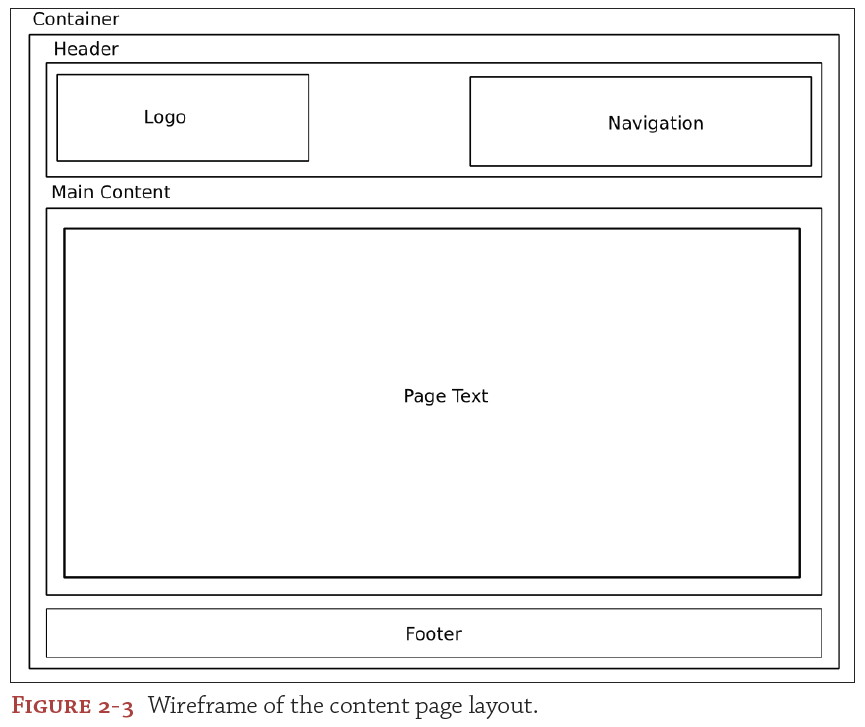 Container
Header
Logo
Navigation
Main Content
Page Text
Footer
FIGURE 2-3 Wireframe of the content page layout.